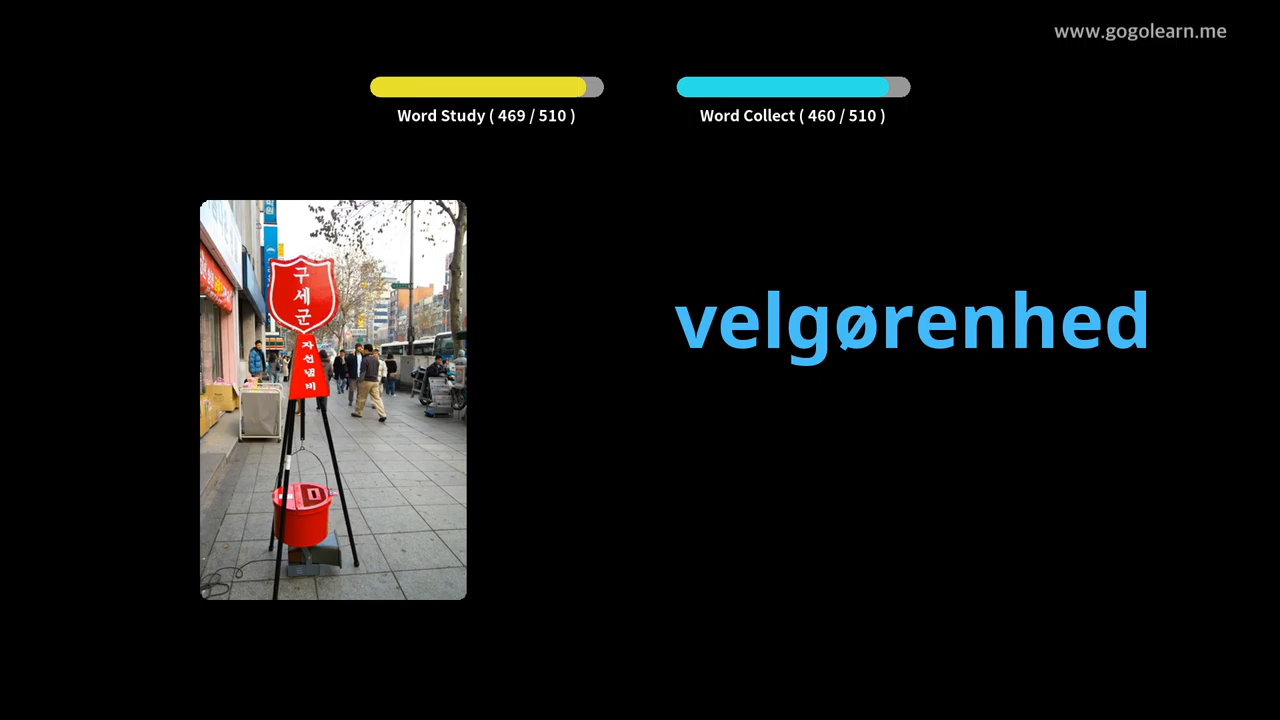 www.gogolearn.me
Word Study ( 469 / 510 )
Word Collect ( 460 / 510 )
구세군
자선냄비
velgørenhed